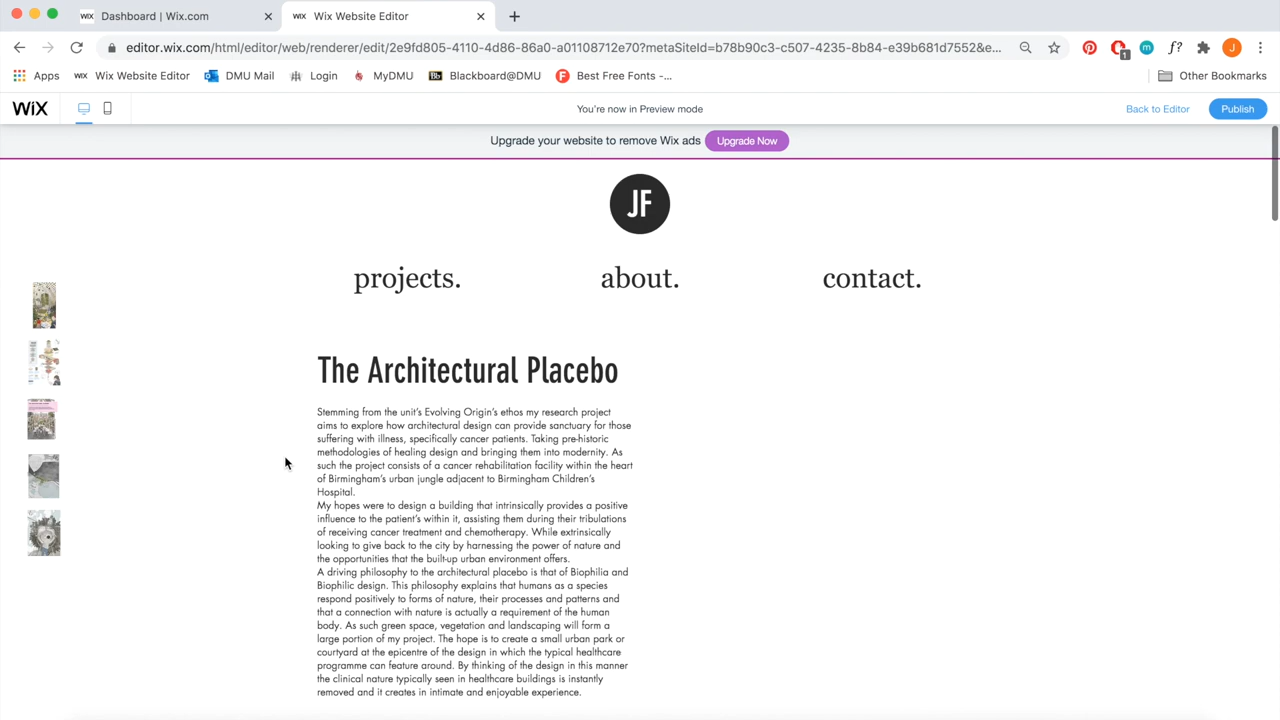 WIX Dashboard | Wix.com
WIX Wix Website Editor
editor.wix.com/html/editor/web/renderer/edit/2e9fd805-4110-4d86-86a0-a01108712e70?metaSiteId=b78b90c3-c507-4235-8b84-e39b681d7552&e...
1
m
f?
J
Apps
WIX Wix Website Editor
DMU Mail
Login
MyDMU
Bb Blackboard@DMU
F Best Free Fonts -...
Other Bookmarks
WiX
You're now in Preview mode
Back to Editor
Publish
Upgrade your website to remove Wix ads Upgrade Now
JF
projects. about. contact.
The Architectural Placebo
Stemming from the unit's Evolving Origin's ethos my research project
aims to explore how architectural design can provide sanctuary for those
suffering with illness, specifically cancer patients. Taking pre-historic
methodologies of healing design and bringing them into modernity. As
such the project consists of a cancer rehabilitation facility within the heart
of Birmingham's urban jungle adjacent to Birmingham Children's
Hospital.
My hopes were to design a building that intrinsically provides a positive
influence to the patient's within it, assisting them during their tribulations
of receiving cancer treatment and chemotherapy. While extrinsically
looking to give back to the city by harnessing the power of nature and
the opportunities that the built-up urban environment offers.
A driving philosophy to the architectural placebo is that of Biophilia and
Biophilic design. This philosophy explains that humans as a species
respond positively to forms of nature, their processes and patterns and
that a connection with nature is actually a requirement of the human
body. As such green space, vegetation and landscaping will form a
large portion of my project. The hope is to create a small urban park or
courtyard at the epicentre of the design in which the typical healthcare
programme can feature around. By thinking of the design in this manner
the clinical nature typically seen in healthcare buildings is instantly
removed and it creates in intimate and enjoyable experience.